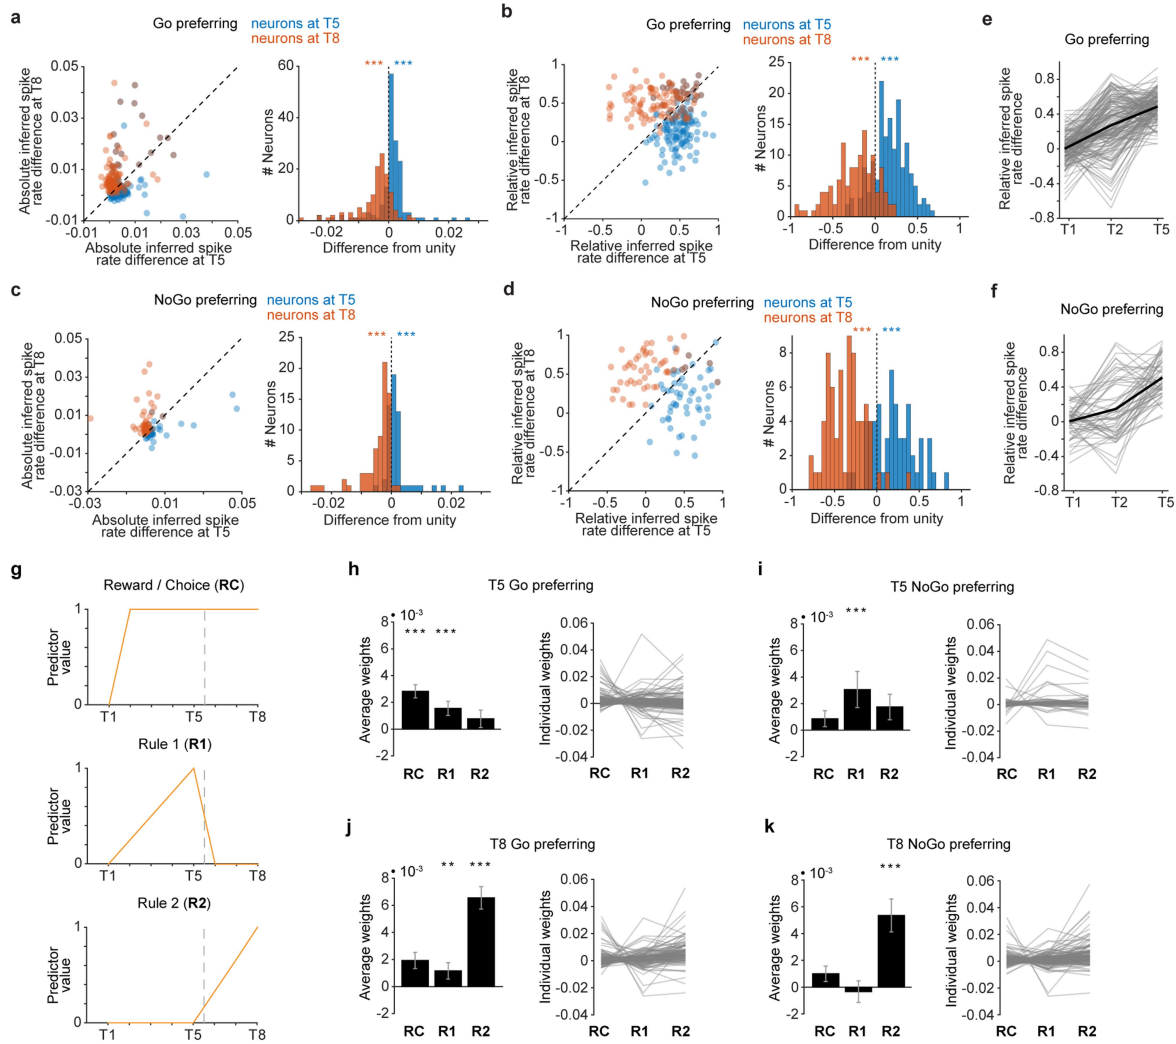 a
Go preferring
neurons at T5
neurons at T8
Absolute inferred spike
rate difference at T8
0.05
0.03
0.01
-0.01
-0.01
0.01
0.03
0.05
Absolute inferred spike
rate difference at T5
# Neurons
60
40
20
0
***
***
-0.02
0
0.02
Difference from unity
b
Go preferring
neurons at T5
neurons at T8
Relative inferred spike
rate difference at T8
1
0.5
0
-0.5
-1
-1
-0.5
0
0.5
1
Relative inferred spike
rate difference at T5
# Neurons
25
20
15
10
5
0
***
***
-1
-0.5
0
0.5
1
Difference from unity
e
Go preferring
Relative inferred spike
rate difference
0.8
0.4
0
-0.4
-0.8
T1
T2
T5
c
NoGo preferring
neurons at T5
neurons at T8
Absolute inferred spike
rate difference at T8
0.05
0.03
0.01
-0.01
-0.03
-0.03
0.01
0.01
0.05
Absolute inferred spike
rate difference at T5
# Neurons
25
20
15
10
5
0
***
***
-0.02
0
0.02
Difference from unity
d
NoGo preferring
neurons at T5
neurons at T8
Relative inferred spike
rate difference at T8
1
0.5
0
-0.5
-1
-1
-0.5
0
0.5
1
Relative inferred spike
rate difference at T5
# Neurons
8
6
4
2
0
***
***
-1
-0.5
0
0.5
1
Difference from unity
f
NoGo preferring
Relative inferred spike
rate difference
0.8
0.4
0
-0.4
-0.8
T1
T2
T5
g
Reward / Choice (RC)
Predictor
value
1
0
T1
T5
T8
Rule 1 (R1)
Predictor
value
1
0
T1
T5
T8
Rule 2 (R2)
Predictor
value
1
0
T1
T5
T8
h
T5 Go preferring
• 10-3
Average weights
8
6
4
2
0
-2
***
***
RC
R1
R2
Individual weights
0.06
0.04
0.02
0
-0.02
-0.04
RC
R1
R2
i
T5 NoGo preferring
• 10-3
Average weights
8
6
4
2
0
-2
***
RC
R1
R2
Individual weights
0.06
0.04
0.02
0
-0.02
-0.04
RC
R1
R2
j
T8 Go preferring
• 10-3
Average weights
8
6
4
2
0
-2
**
***
RC
R1
R2
Individual weights
0.06
0.04
0.02
0
-0.02
-0.04
RC
R1
R2
k
T8 NoGo preferring
• 10-3
Average weights
8
6
4
2
0
-2
***
RC
R1
R2
Individual weights
0.06
0.04
0.02
0
-0.02
-0.04
RC
R1
R2